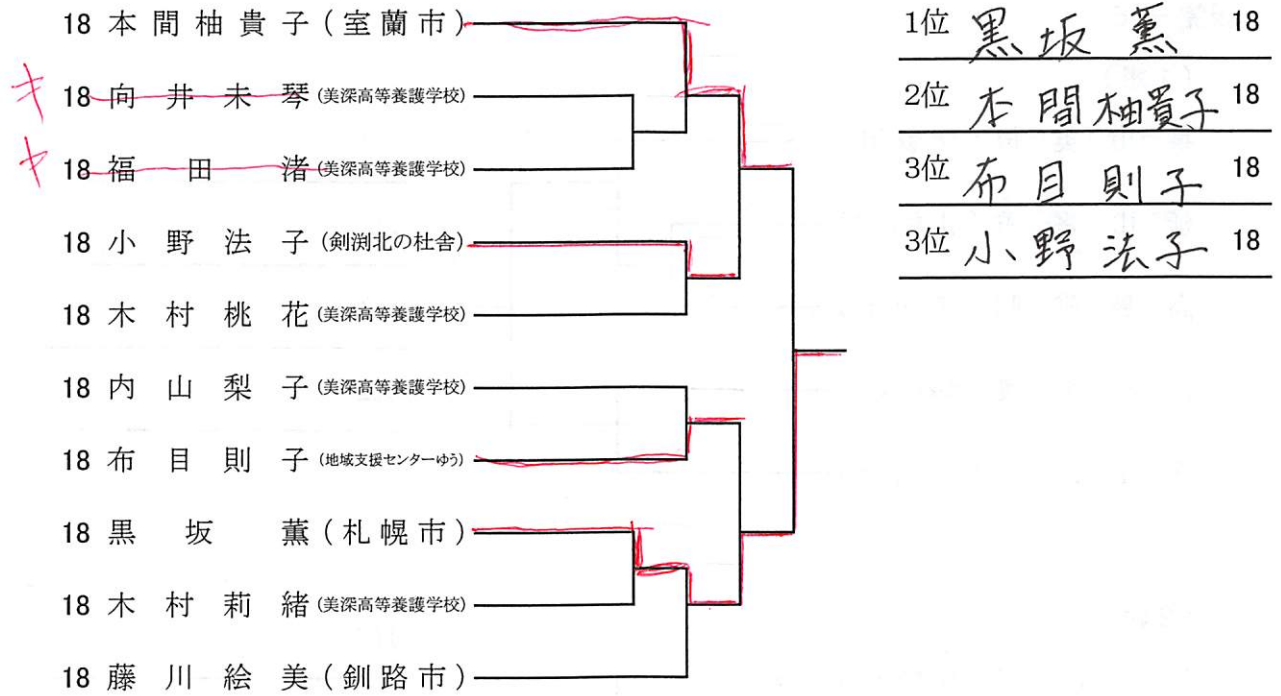 18 本間柚貴子(室蘭市)
キ 18 向井未琴(美深高等養護学校)
キ 18 福田渚(美深高等養護学校)
18 小野法子(剣渕北の杜舎)
18 木村桃花(美深高等養護学校)
18 内山梨子(美深高等養護学校)
18 布目則子(地域支援センターゆう)
18 黒坂薫(札幌市)
18 木村莉緒(美深高等養護学校)
18 藤川絵美(釧路市)
1位 黒坂薫 18
2位 本間柚貴子 18
3位 布目則子 18
3位 小野法子 18